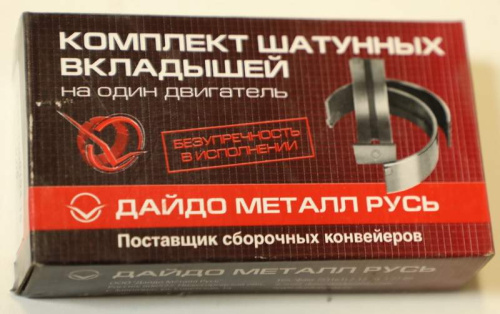 КОМПЛЕКТ ШАТУННЫХ
ВКЛАДЫШЕЙ
на один двигатель
БЕЗУПРЕЧНОСТЬ
В ИСПОЛНЕНИИ
ДАЙДО МЕТАЛЛ РУСЬ
Поставщик сборочных конвейеров
ДАЙДО МЕТАЛЛ РУСЬ